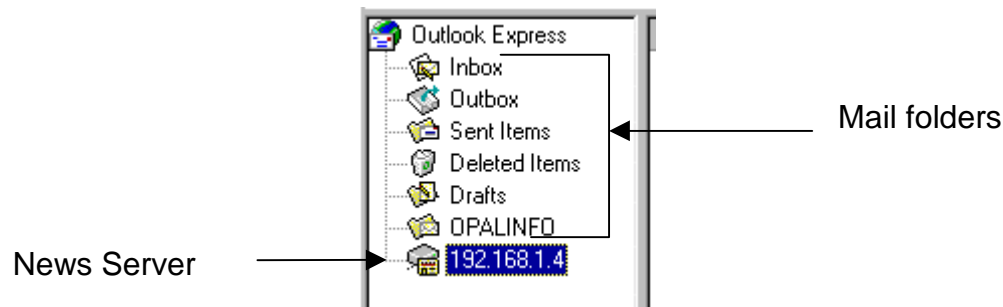 Outlook Express
Inbox
Outbox
Mail folders
Sent Items
Deleted Items
Drafts
OPALINFO
News Server
192.168.1.4